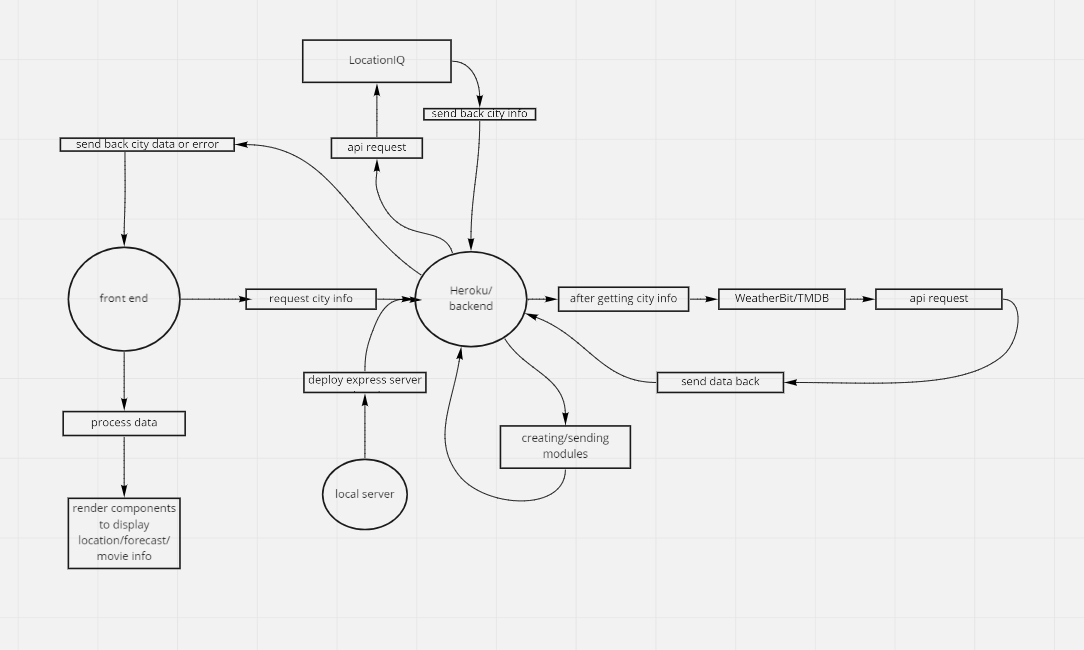 LocationIQ
send back city info
send back city data or error
api request
front end
request city info
Heroku/
backend
after getting city info
WeatherBit/TMDB
api request
deploy express server
send data back
process data
creating/sending
modules
local server
render components
to display
location/forecast/
movie info